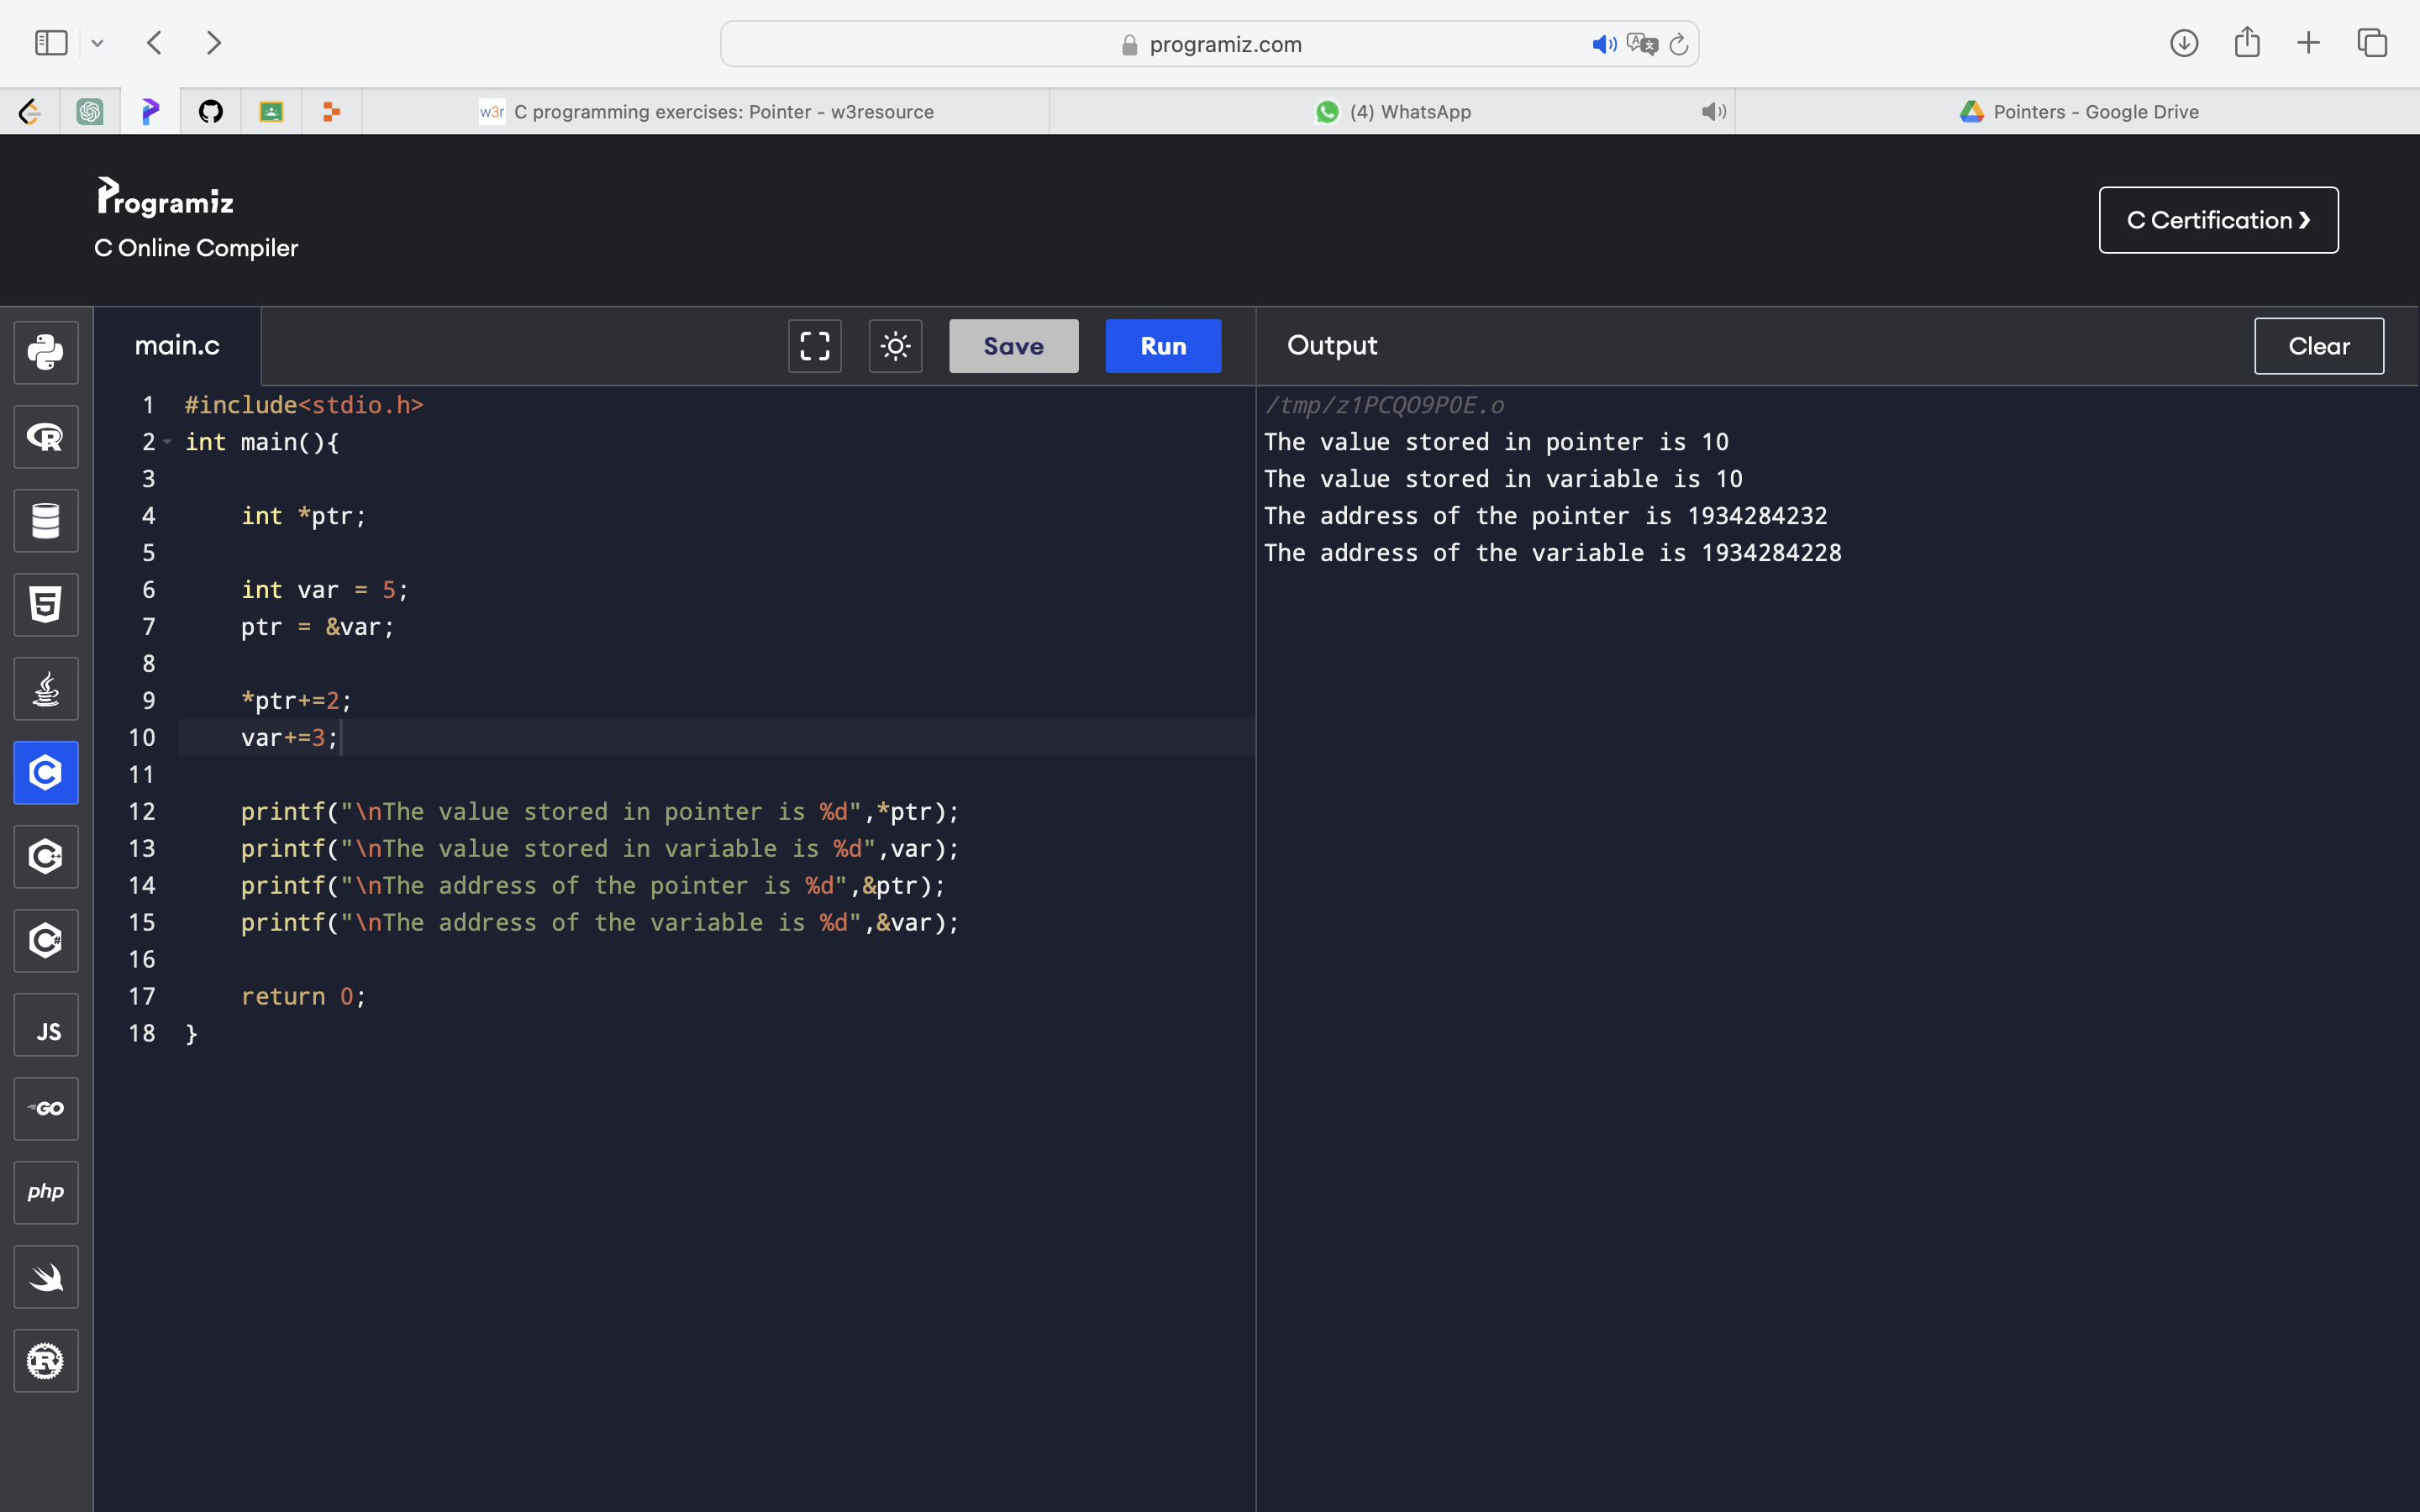 programiz.com
w3r C programming exercises: Pointer - w3resource
(4) WhatsApp
Pointers - Google Drive
Programiz
C Online Compiler
C Certification ❯
main.c
Save
Run
Output
Clear
1 #include<stdio.h>
2 int main(){
3
4 int *ptr;
5
6 int var = 5;
7 ptr = &var;
8
9 *ptr+=2;
10 var+=3;
11
12 printf("\nThe value stored in pointer is %d",*ptr);
13 printf("\nThe value stored in variable is %d",var);
14 printf("\nThe address of the pointer is %d",&ptr);
15 printf("\nThe address of the variable is %d",&var);
16
17 return 0;
18 }
/tmp/z1PCQO9P0E.o
The value stored in pointer is 10
The value stored in variable is 10
The address of the pointer is 1934284232
The address of the variable is 1934284228
R
5
C
C++
C#
JS
GO
php
R